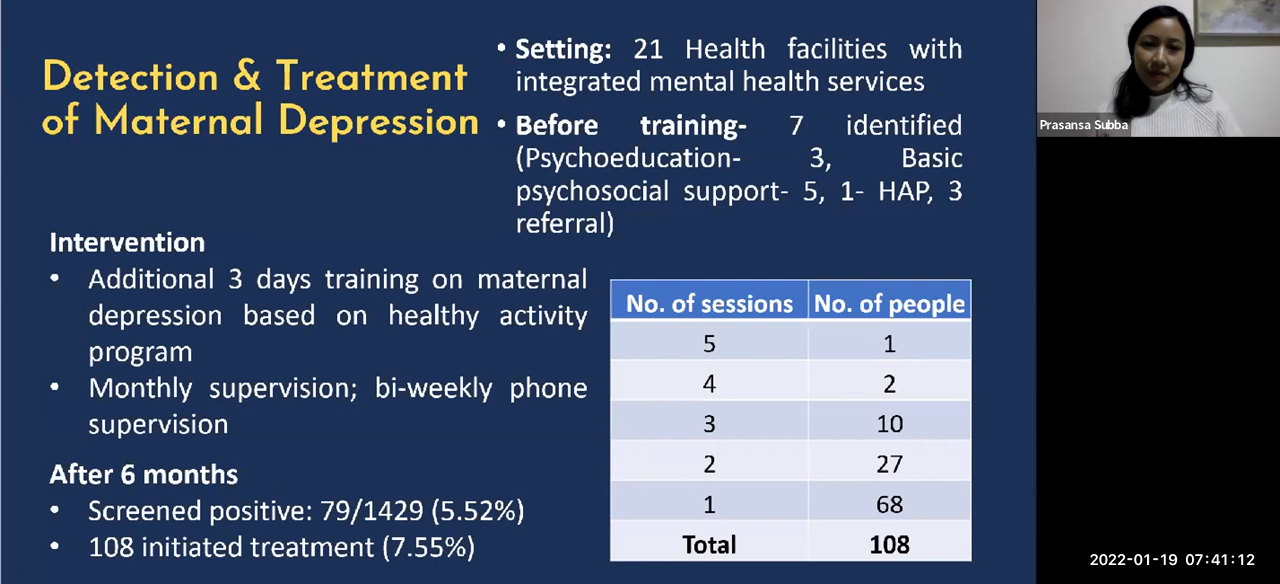 Detection & Treatment
of Maternal Depression
• Setting: 21 Health facilities with
integrated mental health services
• Before training- 7 identified
(Psychoeducation- 3, Basic
psychosocial support- 5, 1- HAP, 3
referral)
Intervention
• Additional 3 days training on maternal
depression based on healthy activity
program
• Monthly supervision; bi-weekly phone
supervision
After 6 months
• Screened positive: 79/1429 (5.52%)
• 108 initiated treatment (7.55%)
No. of sessions No. of people
5 1
4 2
3 10
2 27
1 68
Total 108
Prasansa Subba
2022-01-19 07:41:12